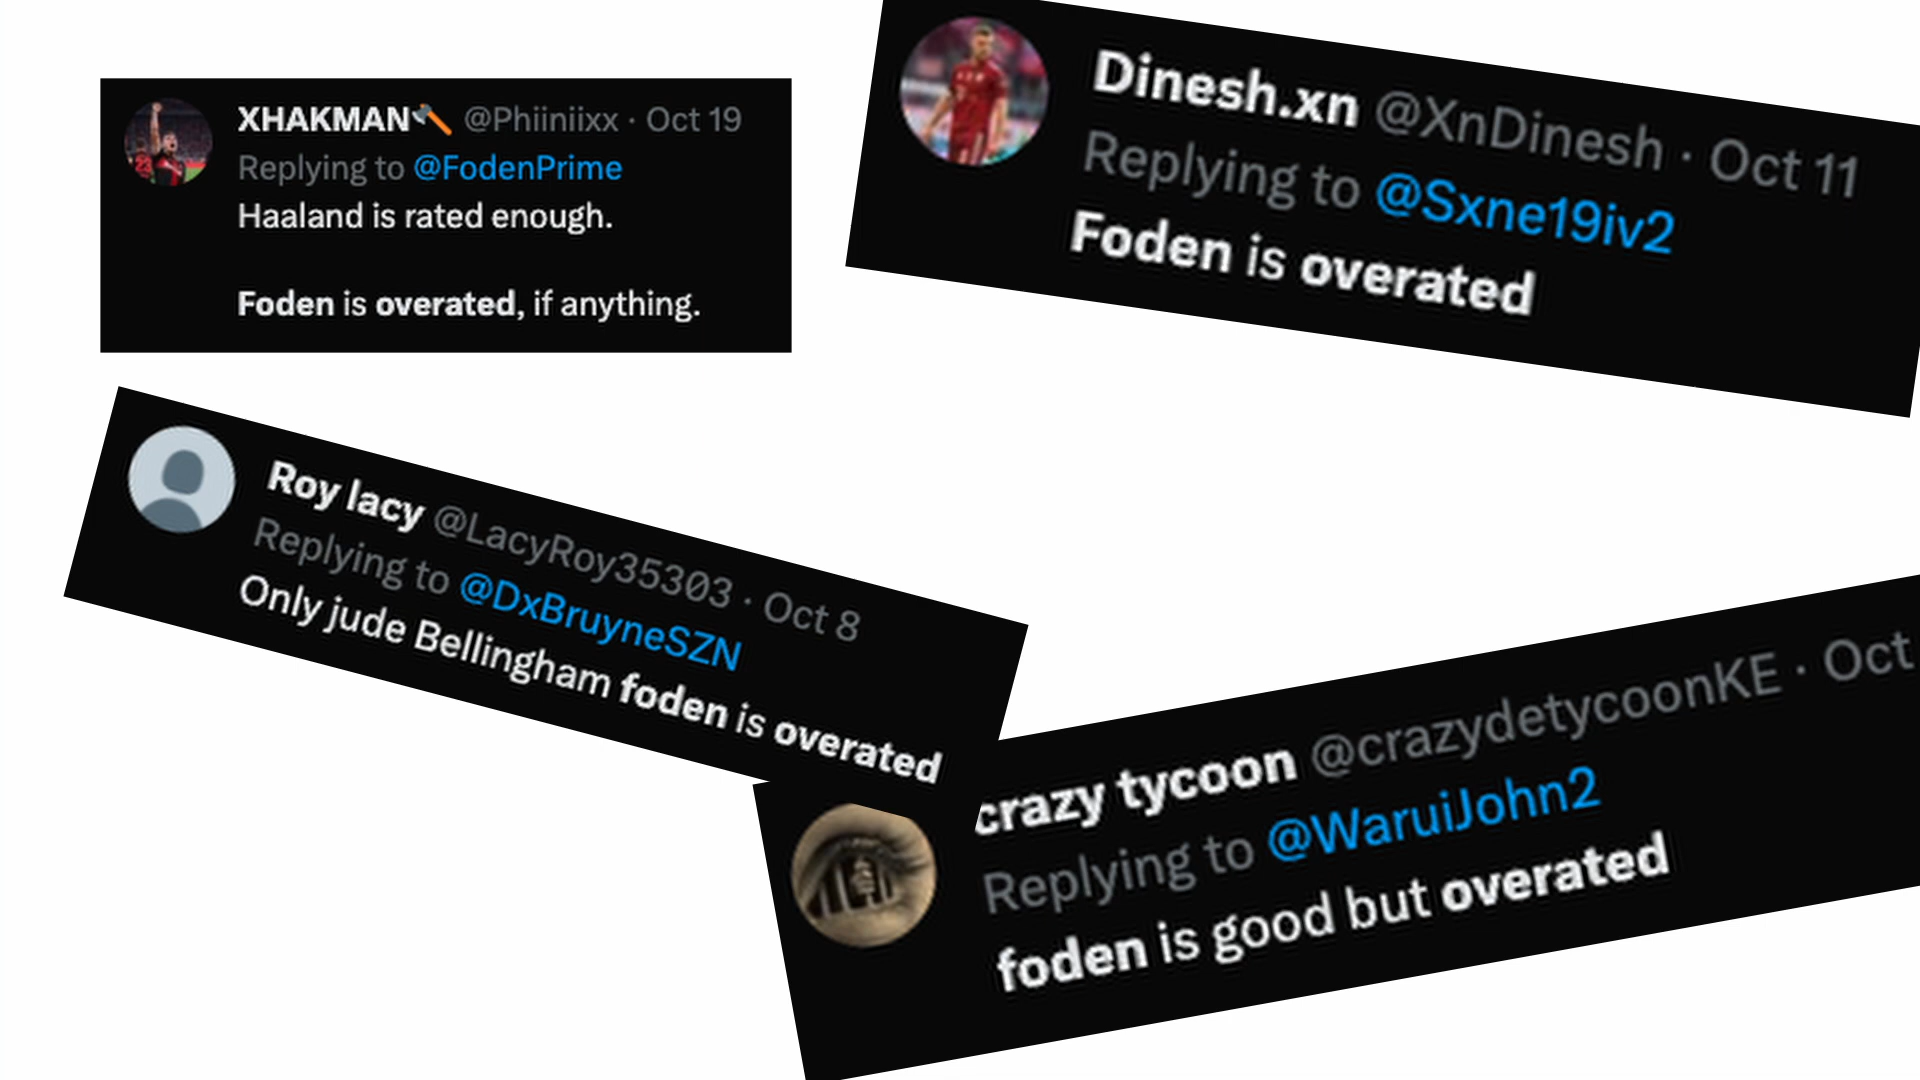 XHAKMAN🪓 @Phiiniixx · Oct 19
Replying to @FodenPrime
Haaland is rated enough.
Foden is overated, if anything.
Dinesh.xn @XnDinesh · Oct 11
Replying to @Sxne19iv2
Foden is overated
Roy lacy @LacyRoy35303 · Oct 8
Replying to @DxBruyneSZN
Only jude Bellingham foden is overated
crazy tycoon @crazydetycoonKE · Oct
Replying to @WaruiJohn2
foden is good but overated